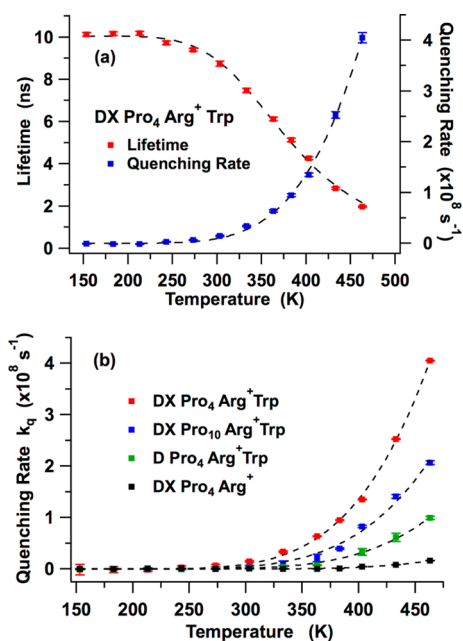 (a)
10
8
6
4
2
0
Lifetime (ns)
4
3
2
1
0
Quenching Rate (x10⁸ s⁻¹)
DX Pro₄ Arg⁺ Trp
Lifetime
Quenching Rate
150 200 250 300 350 400 450 500
Temperature (K)
(b)
4
3
2
1
0
Quenching Rate k_q (x10⁸ s⁻¹)
DX Pro₄ Arg⁺Trp
DX Pro₁₀ Arg⁺Trp
D Pro₄ Arg⁺Trp
DX Pro₄ Arg⁺
150 200 250 300 350 400 450
Temperature (K)